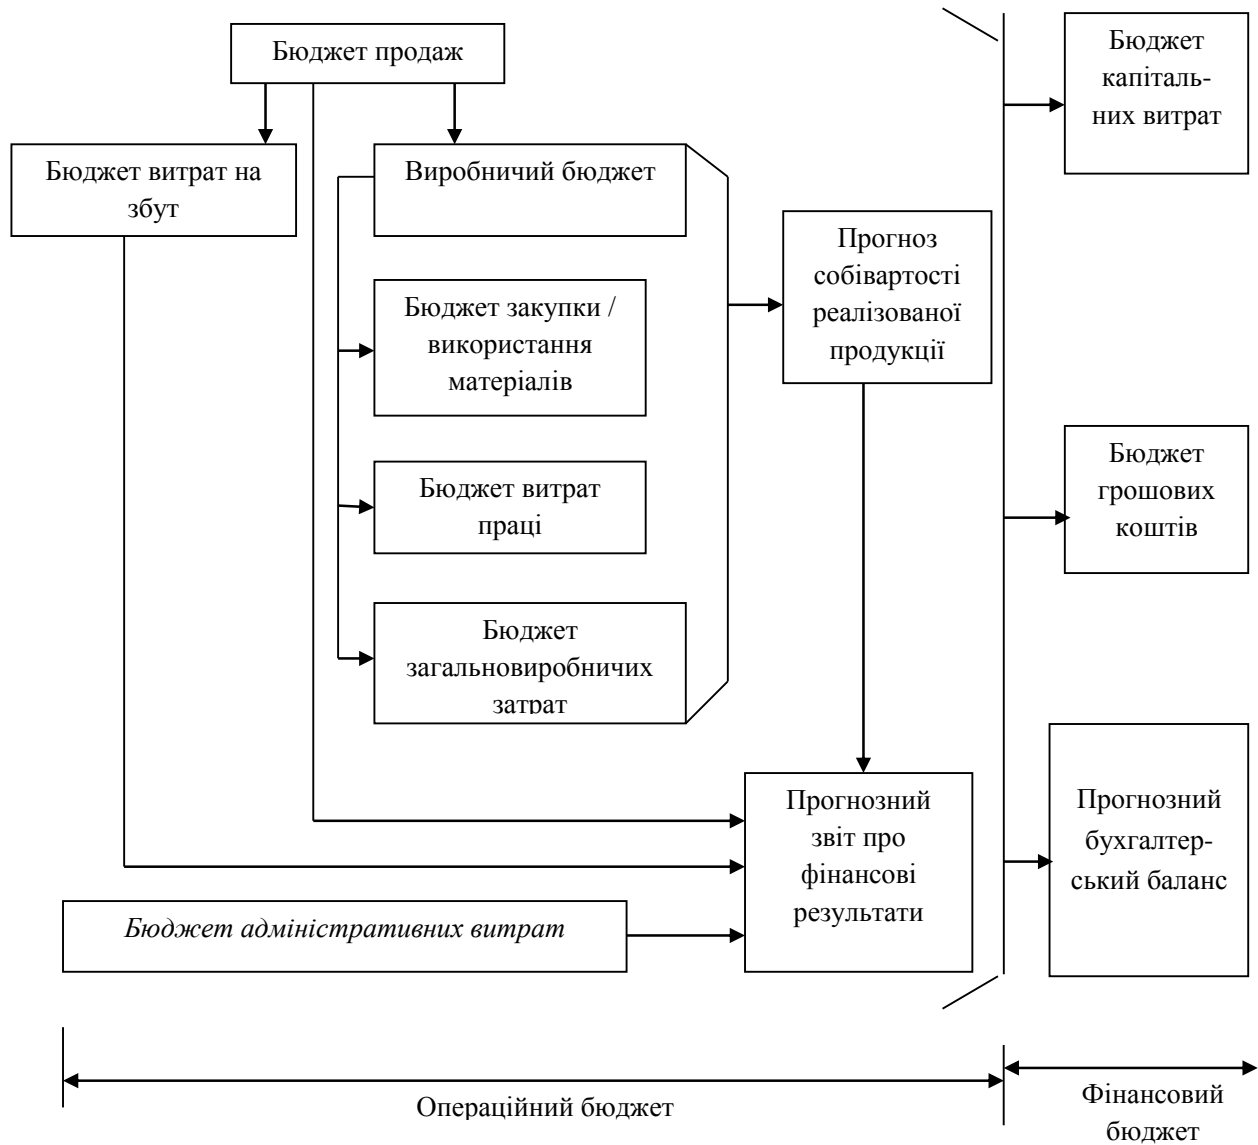 Бюджет продаж
Бюджет
капіталь-
них витрат
Бюджет витрат на
збут
Виробничий бюджет
Прогноз
собівартості
реалізованої
продукції
Бюджет закупки /
використання
матеріалів
Бюджет
грошових
коштів
Бюджет витрат
праці
Бюджет
загальновиробничих
затрат
Прогнозний
звіт про
фінансові
результати
Прогнозний
бухгалтер-
ський баланс
Бюджет адміністративних витрат
Операційний бюджет
Фінансовий
бюджет